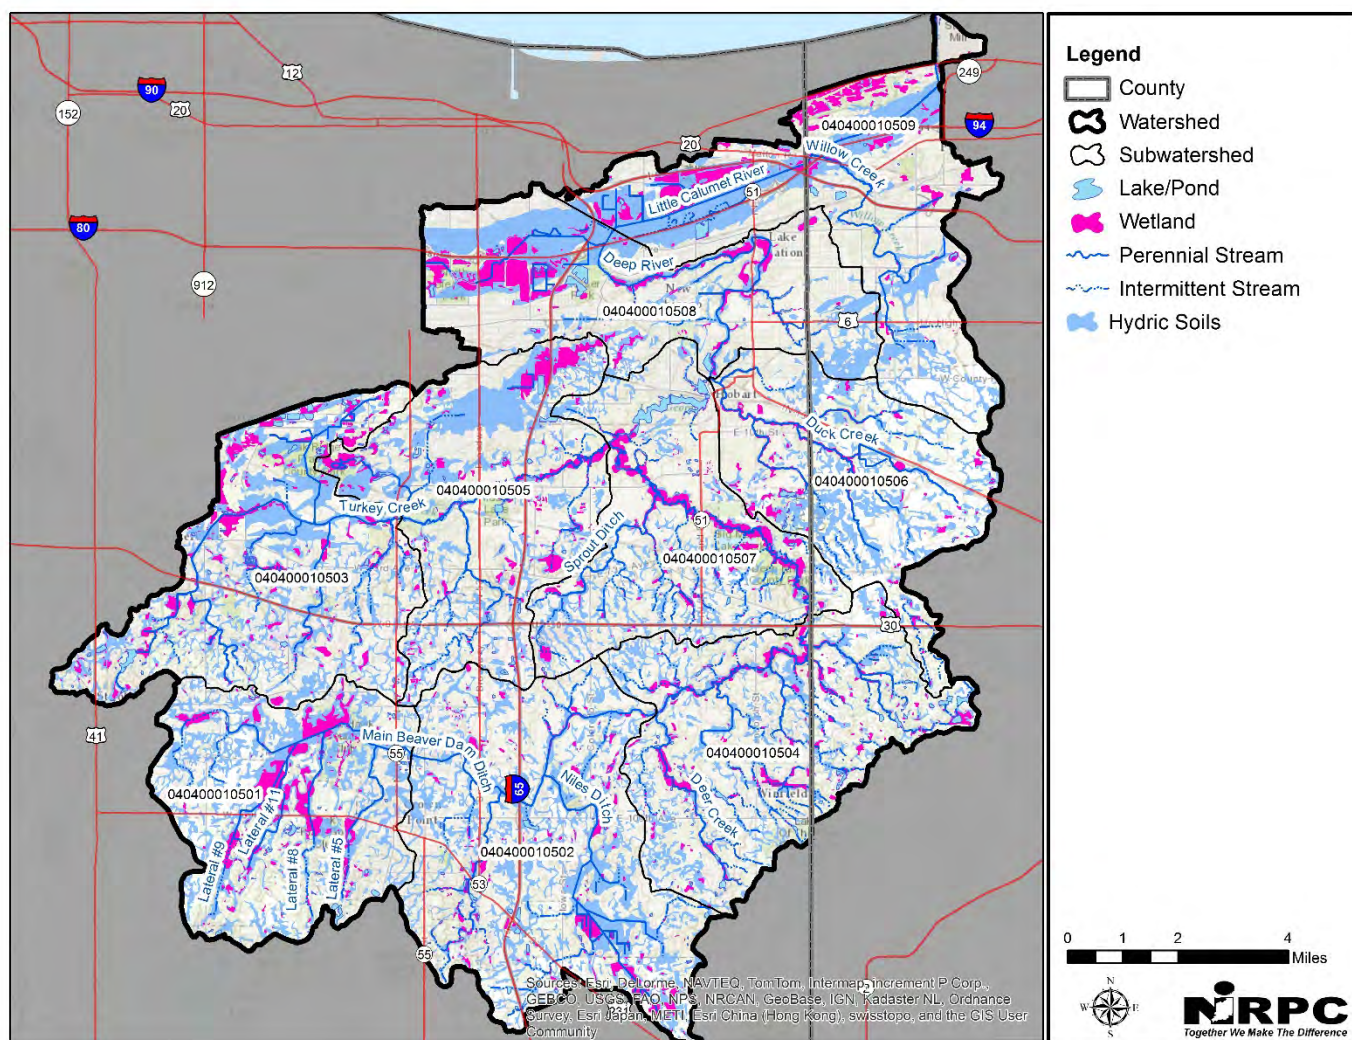 12
90
20
152
80
912
20
51
249
94
6
040400010509
Willow Creek
Little Calumet River
Lake
Deep River
040400010508
Hobart
Duck Creek
040400010506
040400010505
Turkey Creek
040400010503
Sprout Ditch
51
040400010507
30
41
Main Beaver Dam Ditch
55
65
Niles Ditch
040400010504
Deer Creek
Winfield
040400010501
Lateral #9
Lateral #11
Lateral #8
Lateral #5
Point
040400010502
53
55
Sources: Esri, DeLorme, NAVTEQ, TomTom, Intermap, increment P Corp.,
GEBCO, USGS, FAO, NPS, NRCAN, GeoBase, IGN, Kadaster NL, Ordnance
Survey, Esri Japan, METI, Esri China (Hong Kong), swisstopo, and the GIS User
Community
Legend
County
Watershed
Subwatershed
Lake/Pond
Wetland
Perennial Stream
Intermittent Stream
Hydric Soils
0 1 2 4
Miles
N
W E
S
NIRPC
Together We Make The Difference